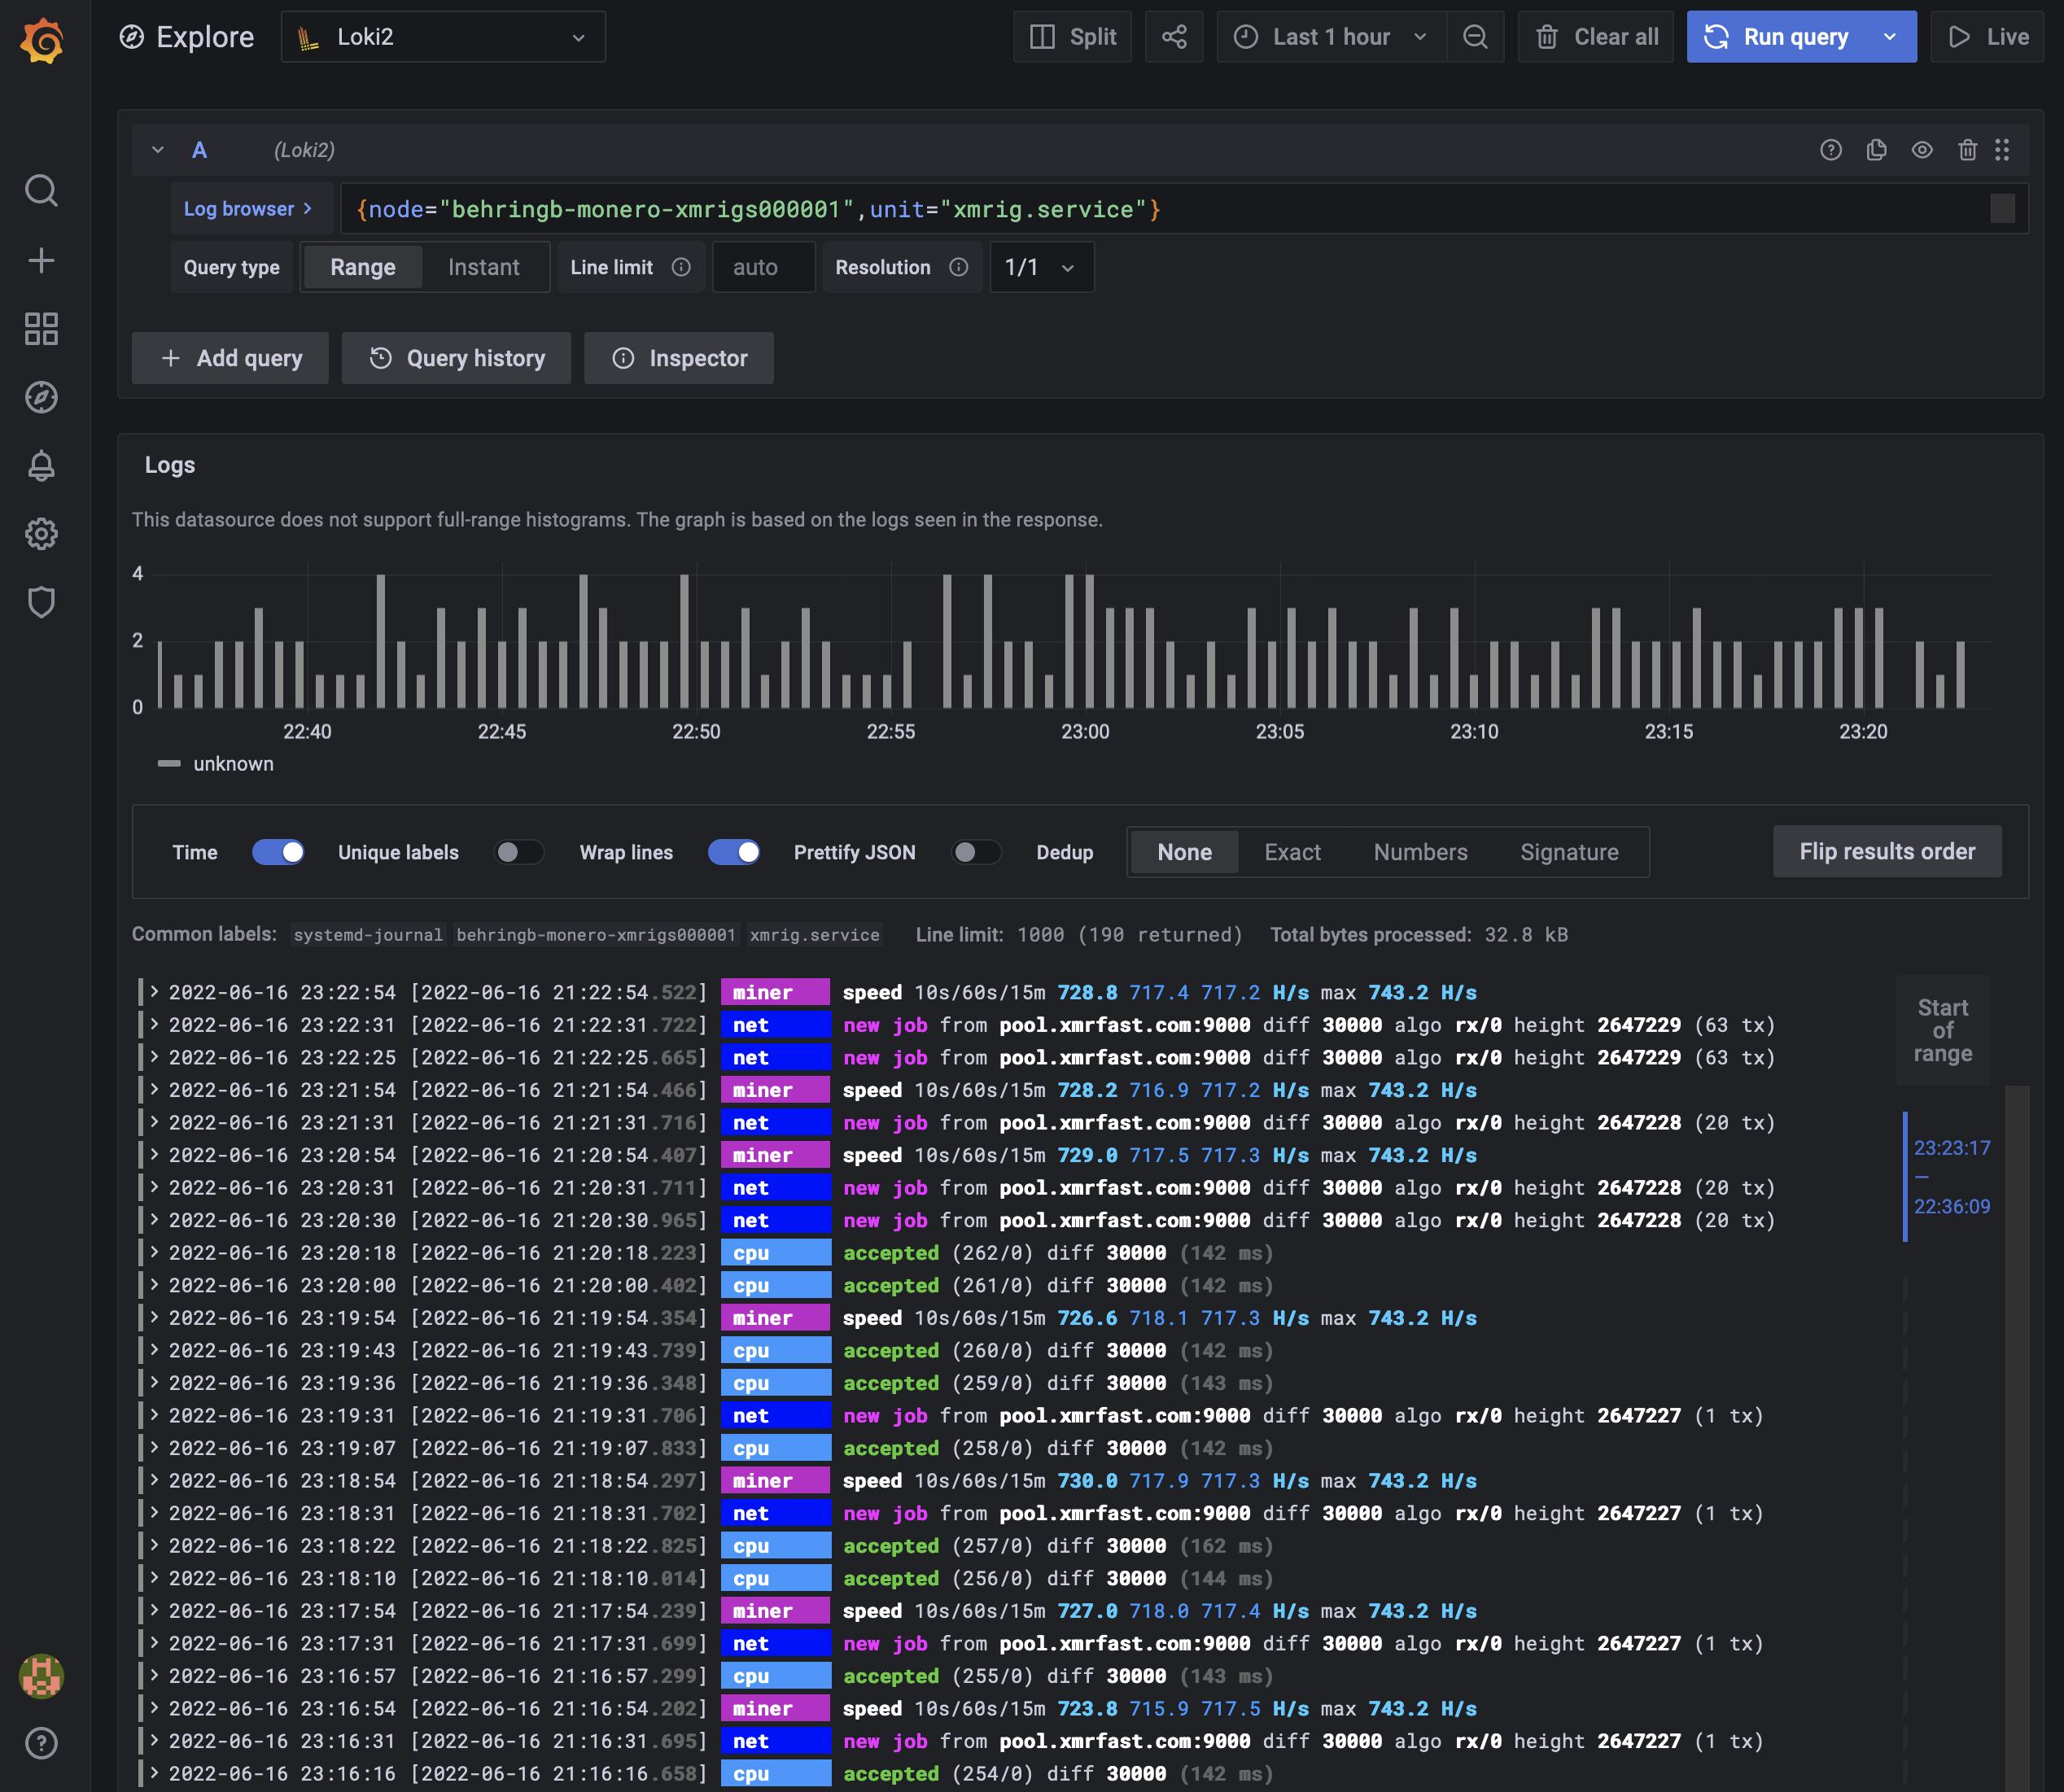 Explore
Loki2
Split
Last 1 hour
Clear all
Run query
Live
A
(Loki2)
Log browser >
{node="behringb-monero-xmrigs000001",unit="xmrig.service"}
Query type Range Instant Line limit auto Resolution 1/1
+ Add query
Query history
Inspector
Logs
This datasource does not support full-range histograms. The graph is based on the logs seen in the response.
4
2
0
22:40 22:45 22:50 22:55 23:00 23:05 23:10 23:15 23:20
unknown
Time Unique labels Wrap lines Prettify JSON Dedup None Exact Numbers Signature Flip results order
Common labels: systemd-journal behringb-monero-xmrigs000001 xmrig.service Line limit: 1000 (190 returned) Total bytes processed: 32.8 kB
> 2022-06-16 23:22:54 [2022-06-16 21:22:54.522] miner speed 10s/60s/15m 728.8 717.4 717.2 H/s max 743.2 H/s
> 2022-06-16 23:22:31 [2022-06-16 21:22:31.722] net new job from pool.xmrfast.com:9000 diff 30000 algo rx/0 height 2647229 (63 tx)
> 2022-06-16 23:22:25 [2022-06-16 21:22:25.665] net new job from pool.xmrfast.com:9000 diff 30000 algo rx/0 height 2647229 (63 tx)
> 2022-06-16 23:21:54 [2022-06-16 21:21:54.466] miner speed 10s/60s/15m 728.2 716.9 717.2 H/s max 743.2 H/s
> 2022-06-16 23:21:31 [2022-06-16 21:21:31.716] net new job from pool.xmrfast.com:9000 diff 30000 algo rx/0 height 2647228 (20 tx)
> 2022-06-16 23:20:54 [2022-06-16 21:20:54.407] miner speed 10s/60s/15m 729.0 717.5 717.3 H/s max 743.2 H/s
> 2022-06-16 23:20:31 [2022-06-16 21:20:31.711] net new job from pool.xmrfast.com:9000 diff 30000 algo rx/0 height 2647228 (20 tx)
> 2022-06-16 23:20:30 [2022-06-16 21:20:30.965] net new job from pool.xmrfast.com:9000 diff 30000 algo rx/0 height 2647228 (20 tx)
> 2022-06-16 23:20:18 [2022-06-16 21:20:18.223] cpu accepted (262/0) diff 30000 (142 ms)
> 2022-06-16 23:20:00 [2022-06-16 21:20:00.402] cpu accepted (261/0) diff 30000 (142 ms)
> 2022-06-16 23:19:54 [2022-06-16 21:19:54.354] miner speed 10s/60s/15m 726.6 718.1 717.3 H/s max 743.2 H/s
> 2022-06-16 23:19:43 [2022-06-16 21:19:43.739] cpu accepted (260/0) diff 30000 (142 ms)
> 2022-06-16 23:19:36 [2022-06-16 21:19:36.348] cpu accepted (259/0) diff 30000 (143 ms)
> 2022-06-16 23:19:31 [2022-06-16 21:19:31.706] net new job from pool.xmrfast.com:9000 diff 30000 algo rx/0 height 2647227 (1 tx)
> 2022-06-16 23:19:07 [2022-06-16 21:19:07.833] cpu accepted (258/0) diff 30000 (142 ms)
> 2022-06-16 23:18:54 [2022-06-16 21:18:54.297] miner speed 10s/60s/15m 730.0 717.9 717.3 H/s max 743.2 H/s
> 2022-06-16 23:18:31 [2022-06-16 21:18:31.702] net new job from pool.xmrfast.com:9000 diff 30000 algo rx/0 height 2647227 (1 tx)
> 2022-06-16 23:18:22 [2022-06-16 21:18:22.825] cpu accepted (257/0) diff 30000 (162 ms)
> 2022-06-16 23:18:10 [2022-06-16 21:18:10.014] cpu accepted (256/0) diff 30000 (144 ms)
> 2022-06-16 23:17:54 [2022-06-16 21:17:54.239] miner speed 10s/60s/15m 727.0 718.0 717.4 H/s max 743.2 H/s
> 2022-06-16 23:17:31 [2022-06-16 21:17:31.699] net new job from pool.xmrfast.com:9000 diff 30000 algo rx/0 height 2647227 (1 tx)
> 2022-06-16 23:16:57 [2022-06-16 21:16:57.299] cpu accepted (255/0) diff 30000 (143 ms)
> 2022-06-16 23:16:54 [2022-06-16 21:16:54.202] miner speed 10s/60s/15m 723.8 715.9 717.5 H/s max 743.2 H/s
> 2022-06-16 23:16:31 [2022-06-16 21:16:31.695] net new job from pool.xmrfast.com:9000 diff 30000 algo rx/0 height 2647227 (1 tx)
> 2022-06-16 23:16:16 [2022-06-16 21:16:16.658] cpu accepted (254/0) diff 30000 (142 ms)
Start
of
range
23:23:17
—
22:36:09